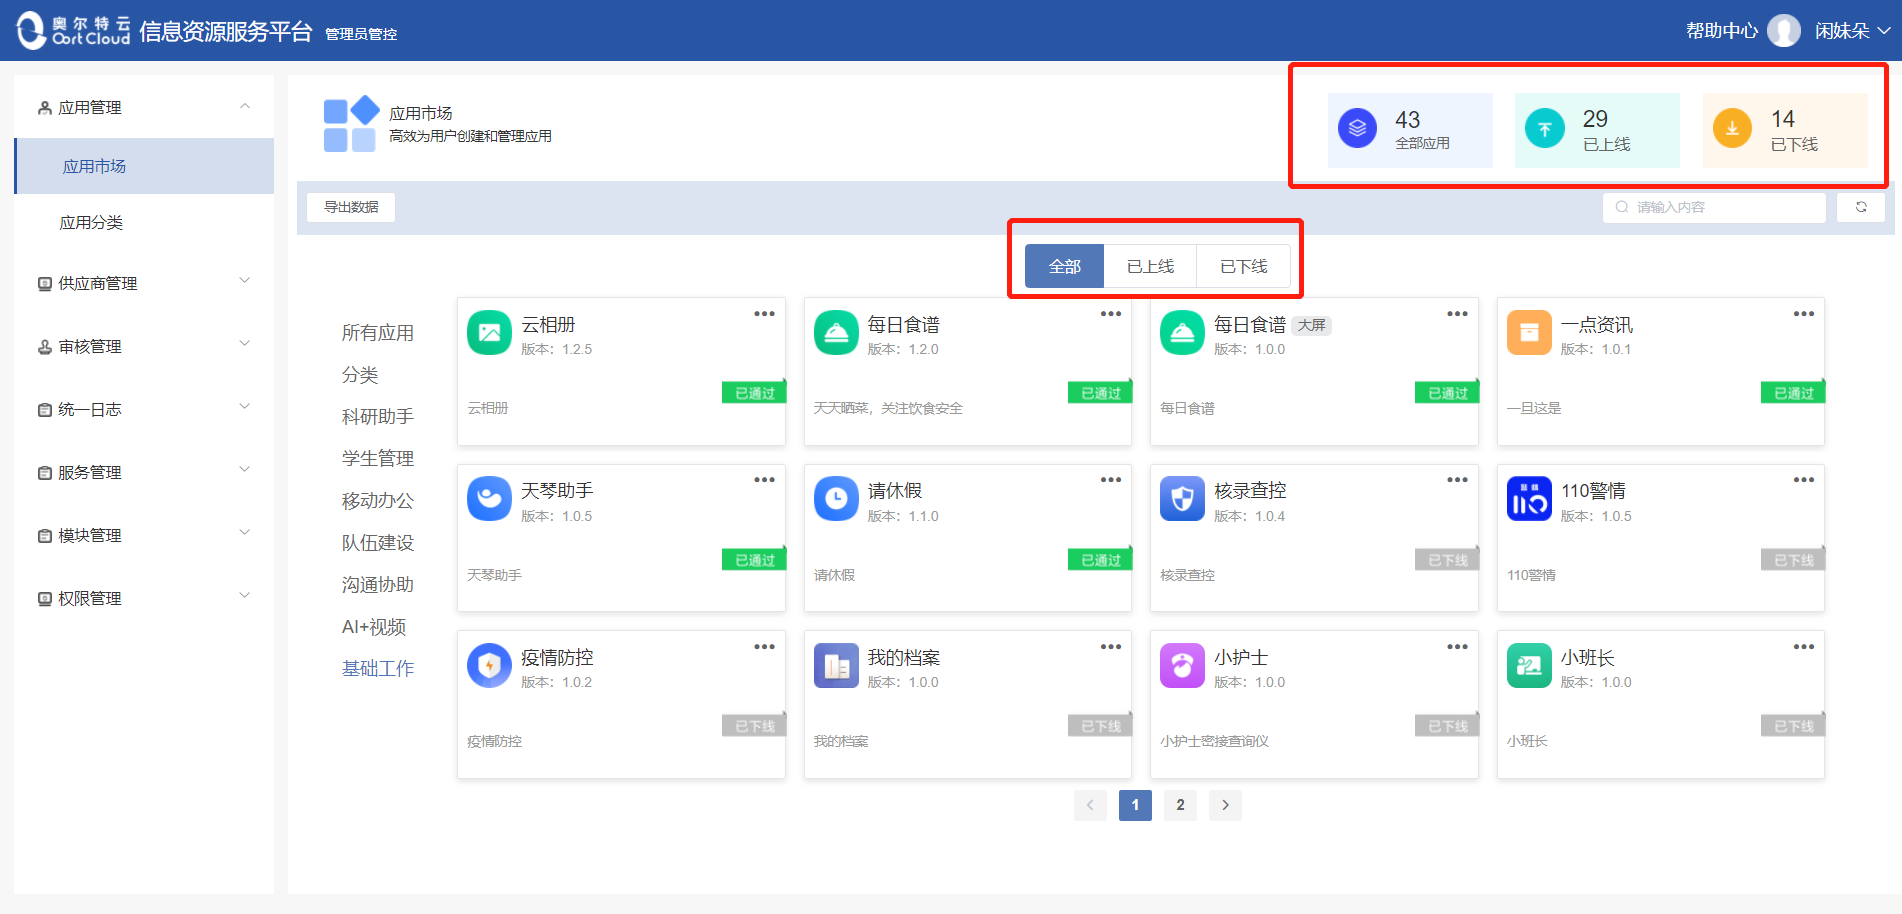 奥尔特云
OortCloud
信息资源服务平台 管理员管控
帮助中心 闲妹朵
应用管理
应用市场
应用分类
供应商管理
审核管理
统一日志
服务管理
模块管理
权限管理
应用市场
高效为用户创建和管理应用
43
全部应用
29
已上线
14
已下线
导出数据
请输入内容
全部 已上线 已下线
所有应用
分类
科研助手
学生管理
移动办公
队伍建设
沟通协助
AI+视频
基础工作
云相册
版本：1.2.5
已通过
云相册
每日食谱
版本：1.2.0
已通过
天天晒菜，关注饮食安全
每日食谱 大屏
版本：1.0.0
已通过
每日食谱
一点资讯
版本：1.0.1
已通过
一旦这是
天琴助手
版本：1.0.5
已通过
天琴助手
请休假
版本：1.1.0
已通过
请休假
核录查控
版本：1.0.4
已下线
核录查控
110警情
版本：1.0.5
已下线
110警情
疫情防控
版本：1.0.2
已下线
疫情防控
我的档案
版本：1.0.0
已下线
我的档案
小护士
版本：1.0.0
已下线
小护士密接查询仪
小班长
版本：1.0.0
已下线
小班长
1 2